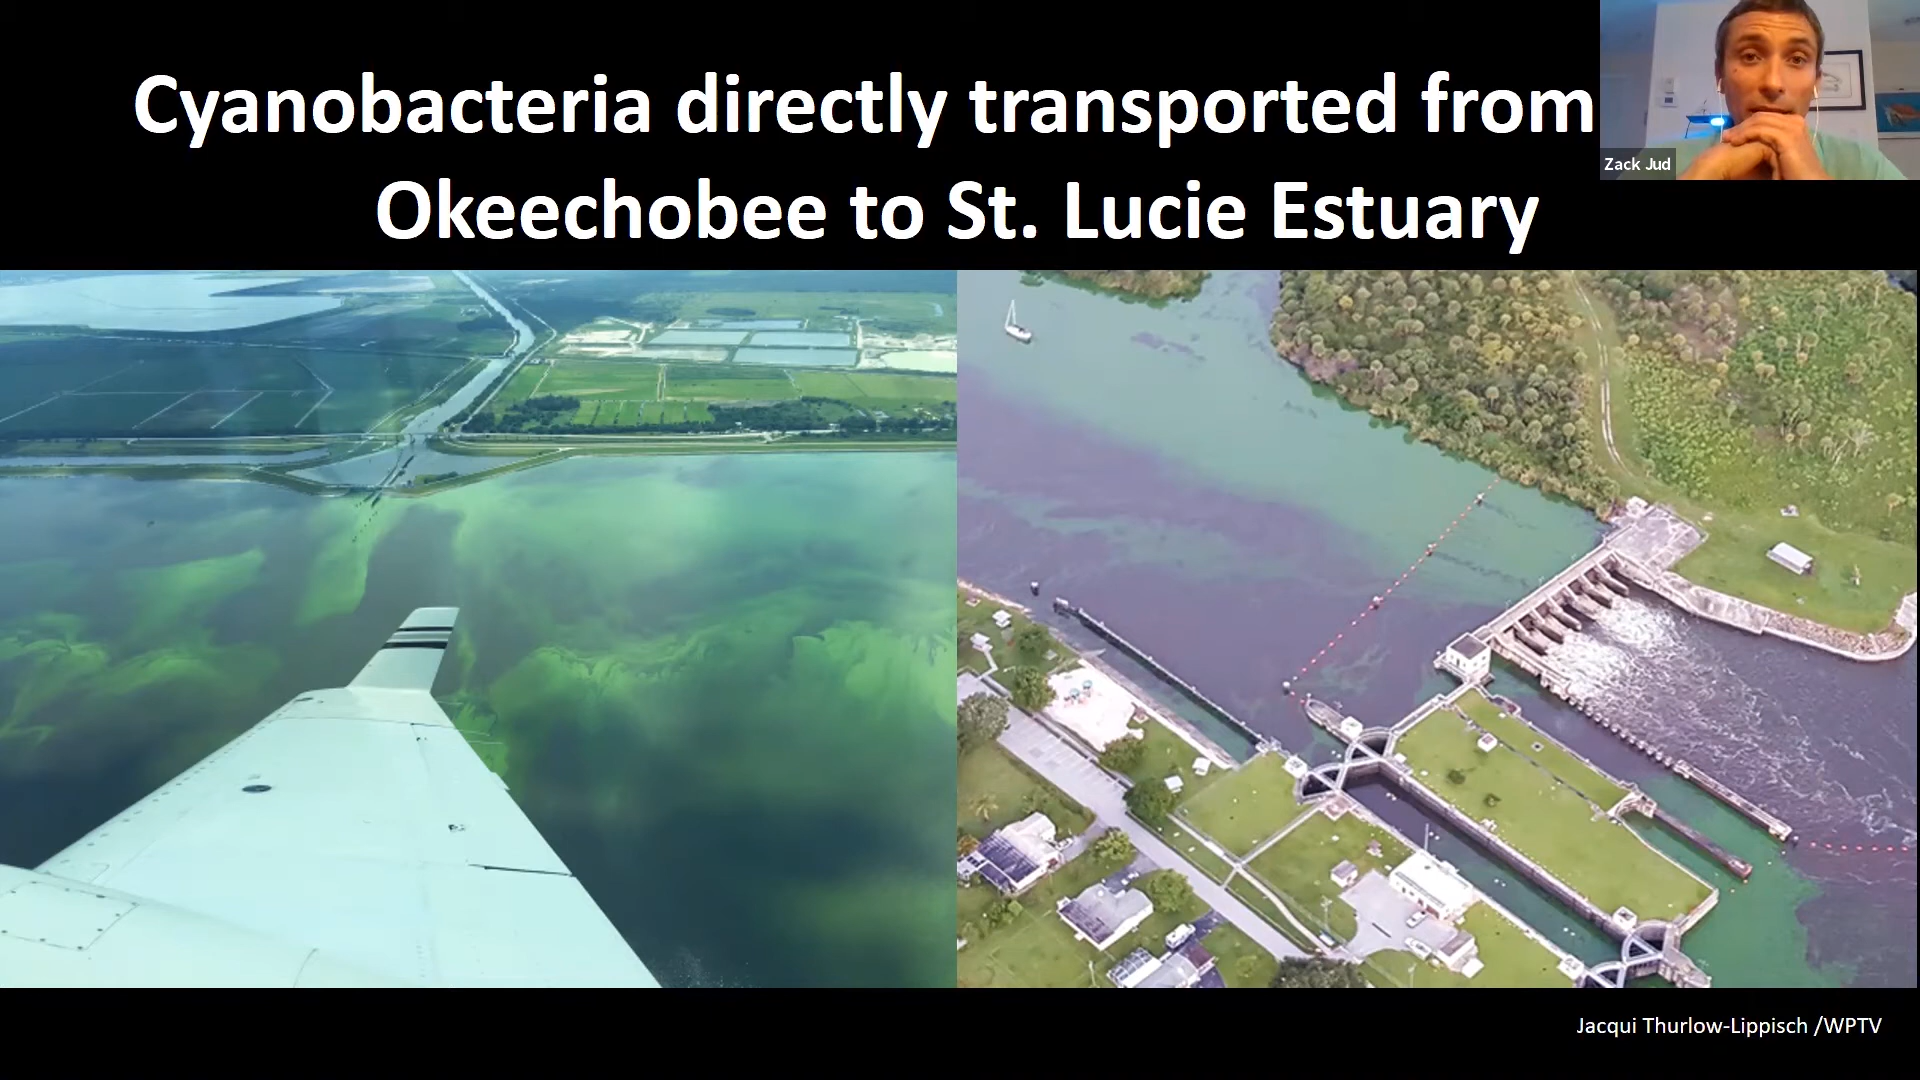 Cyanobacteria directly transported from
Okeechobee to St. Lucie Estuary
Zack Jud
Jacqui Thurlow-Lippisch /WPTV